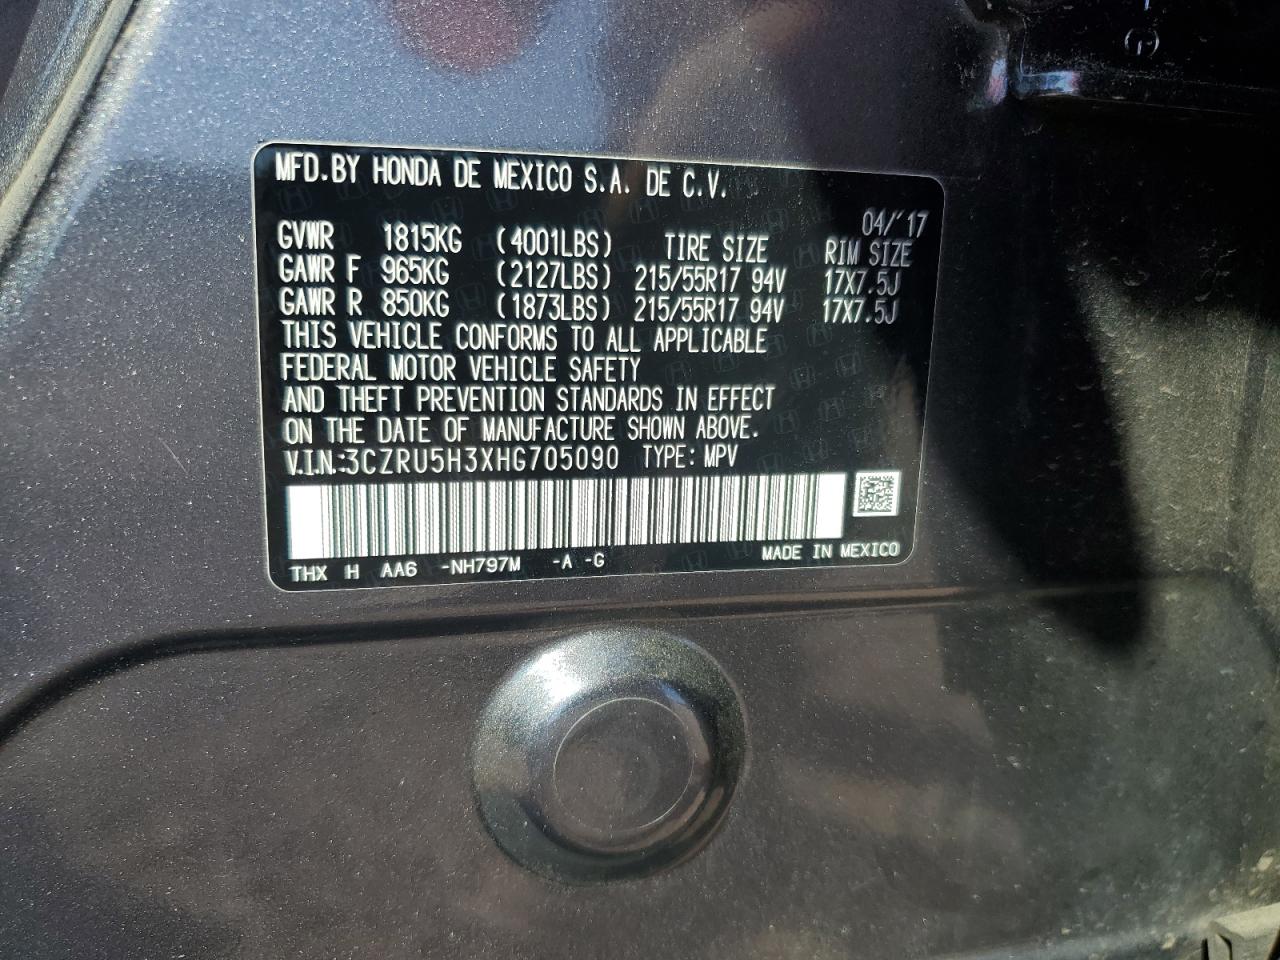 MFD.BY HONDA DE MEXICO S.A. DE C.V.
04/'17
GVWR 1815KG (4001LBS) TIRE SIZE RIM SIZE
GAWR F 965KG (2127LBS) 215/55R17 94V 17X7.5J
GAWR R 850KG (1873LBS) 215/55R17 94V 17X7.5J
THIS VEHICLE CONFORMS TO ALL APPLICABLE
FEDERAL MOTOR VEHICLE SAFETY
AND THEFT PREVENTION STANDARDS IN EFFECT
ON THE DATE OF MANUFACTURE SHOWN ABOVE.
V.I.N.:3CZRU5H3XHG705090 TYPE: MPV
THX H AA6 -NH797M -A -G MADE IN MEXICO